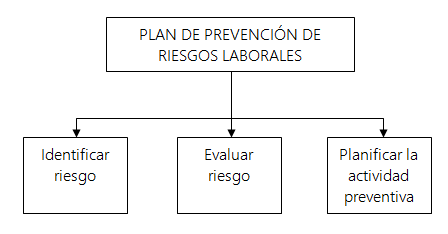 PLAN DE PREVENCIÓN DE
RIESGOS LABORALES
Identificar
riesgo
Evaluar
riesgo
Planificar la
actividad
preventiva